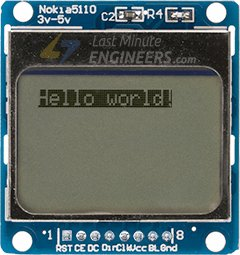 Nokia5110
3v-5v
C2
R4
Last Minute
ENGINEERS.com
Hello world!
1
8
RST CE DC Din Clk Vcc BL Gnd